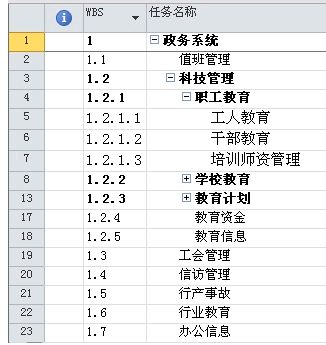 WBS 任务名称
1 1 政务系统
2 1.1 值班管理
3 1.2 科技管理
4 1.2.1 职工教育
5 1.2.1.1 工人教育
6 1.2.1.2 干部教育
7 1.2.1.3 培训师资管理
8 1.2.2 学校教育
13 1.2.3 教育计划
17 1.2.4 教育资金
18 1.2.5 教育信息
19 1.3 工会管理
20 1.4 信访管理
21 1.5 行产事故
22 1.6 行业教育
23 1.7 办公信息